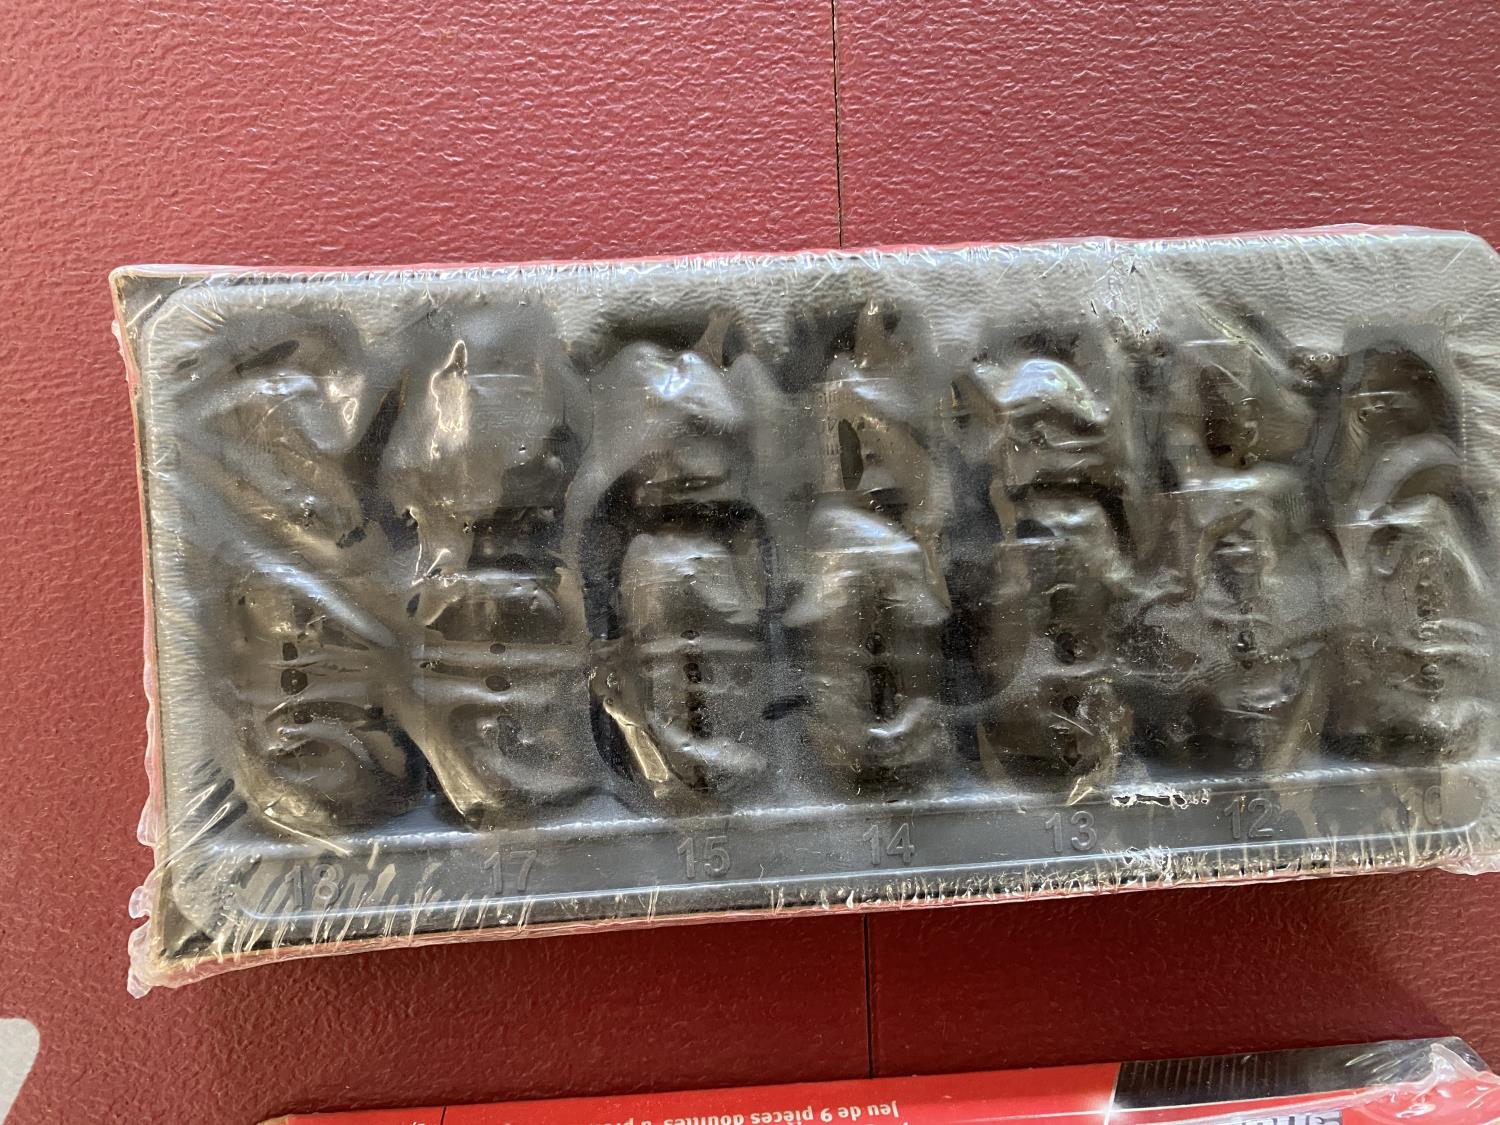 18 17 15 14 13 12 10
Jeu de 9 pièces douilles à